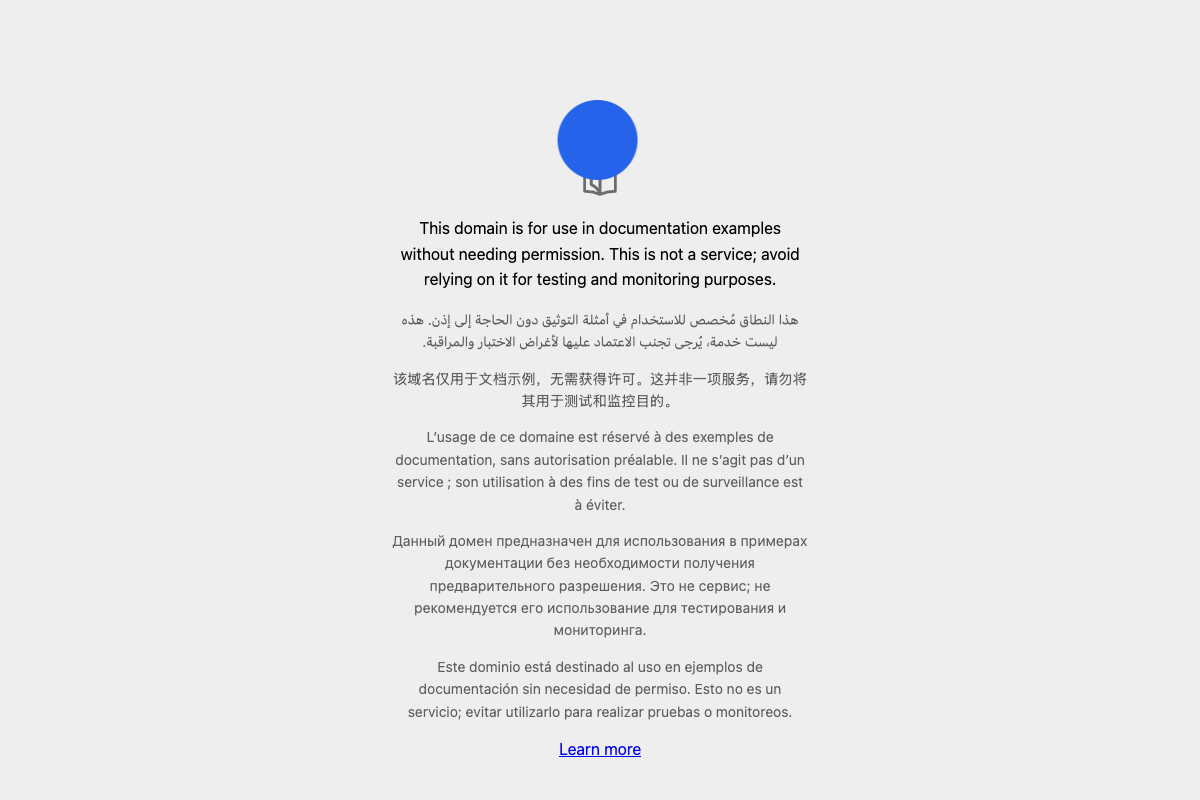 This domain is for use in documentation examples
without needing permission. This is not a service; avoid
relying on it for testing and monitoring purposes.
هذا النطاق مُخصص للاستخدام في أمثلة التوثيق دون الحاجة إلى إذن. هذه
ليست خدمة، يُرجى تجنب الاعتماد عليها لأغراض الاختبار والمراقبة.
该域名仅用于文档示例，无需获得许可。这并非一项服务，请勿将
其用于测试和监控目的。
L’usage de ce domaine est réservé à des exemples de
documentation, sans autorisation préalable. Il ne s’agit pas d’un
service ; son utilisation à des fins de test ou de surveillance est
à éviter.
Данный домен предназначен для использования в примерах
документации без необходимости получения
предварительного разрешения. Это не сервис; не
рекомендуется его использование для тестирования и
мониторинга.
Este dominio está destinado al uso en ejemplos de
documentación sin necesidad de permiso. Esto no es un
servicio; evitar utilizarlo para realizar pruebas o monitoreos.
Learn more